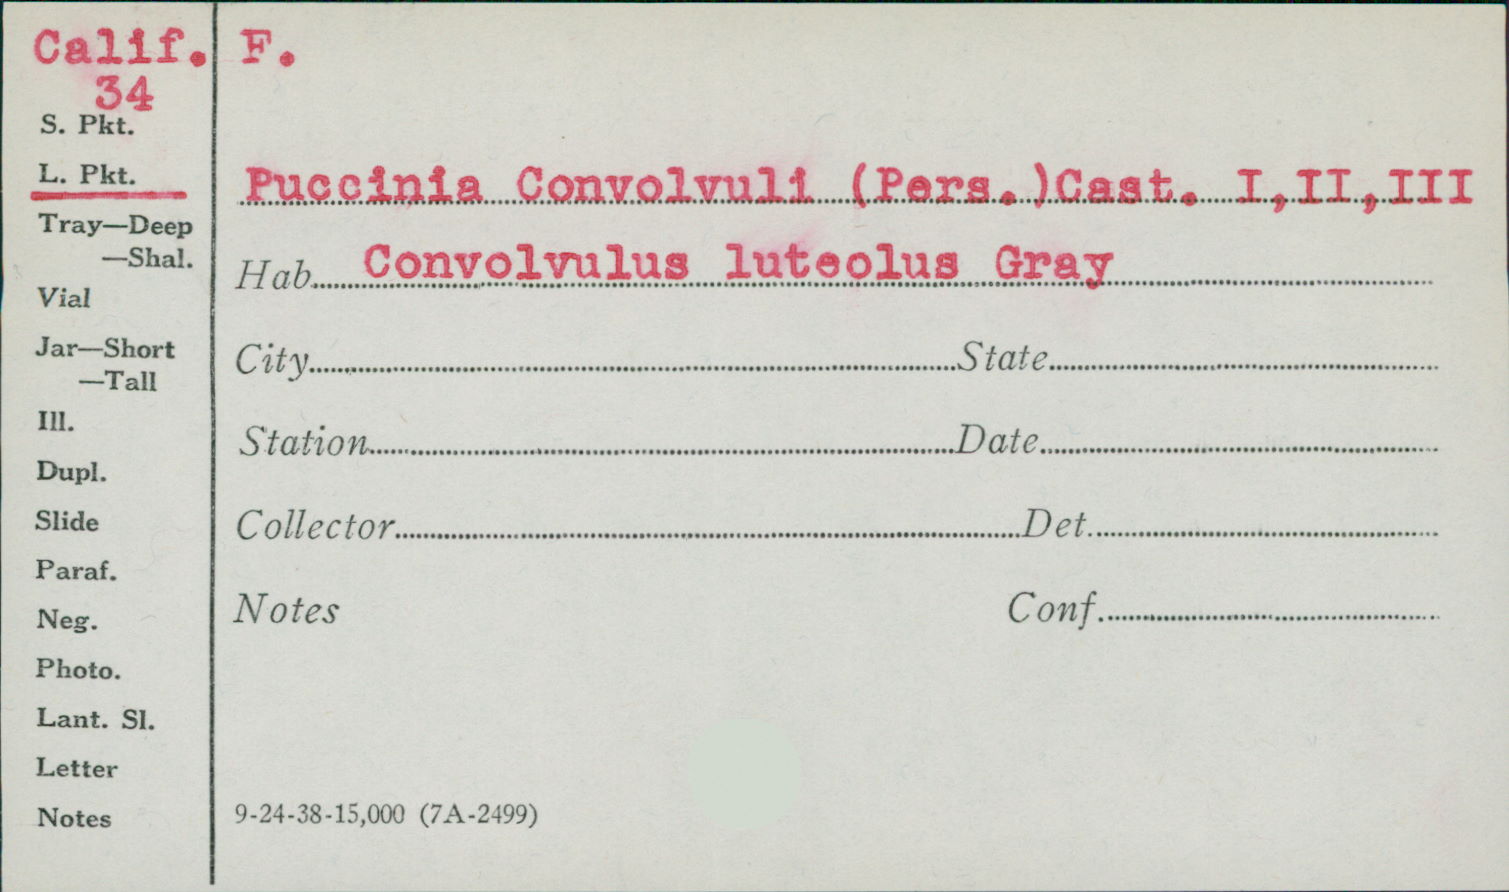 Calif. F.
34
S. Pkt.
L. Pkt.
Puccinia Convolvuli (Pers.)Cast. I,II,III
Tray—Deep
—Shal.
Hab. Convolvulus luteolus Gray
Vial
Jar—Short
—Tall
City State
Ill.
Station Date
Dupl.
Slide
Collector Det.
Paraf.
Neg.
Notes Conf.
Photo.
Lant. Sl.
Letter
Notes
9-24-38-15,000 (7A-2499)